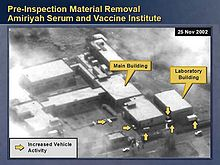 Pre-Inspection Material Removal
Amiriyah Serum and Vaccine Institute
25 Nov 2002
Main Building
Laboratory
Building
Increased Vehicle
Activity